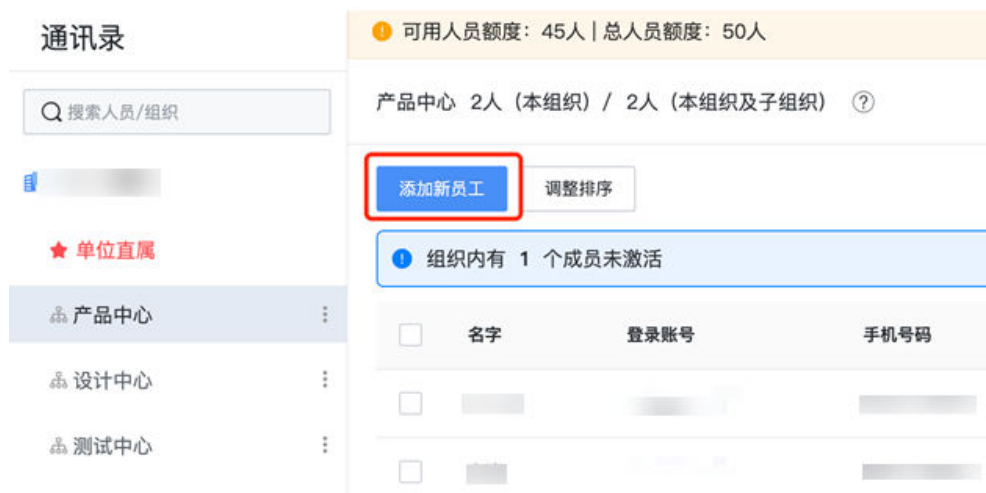 通讯录
搜索人员/组织
单位直属
产品中心
设计中心
测试中心
可用人员额度：45人 | 总人员额度：50人
产品中心 2人（本组织）/ 2人（本组织及子组织）
添加新员工 调整排序
组织内有 1 个成员未激活
名字 登录账号 手机号码